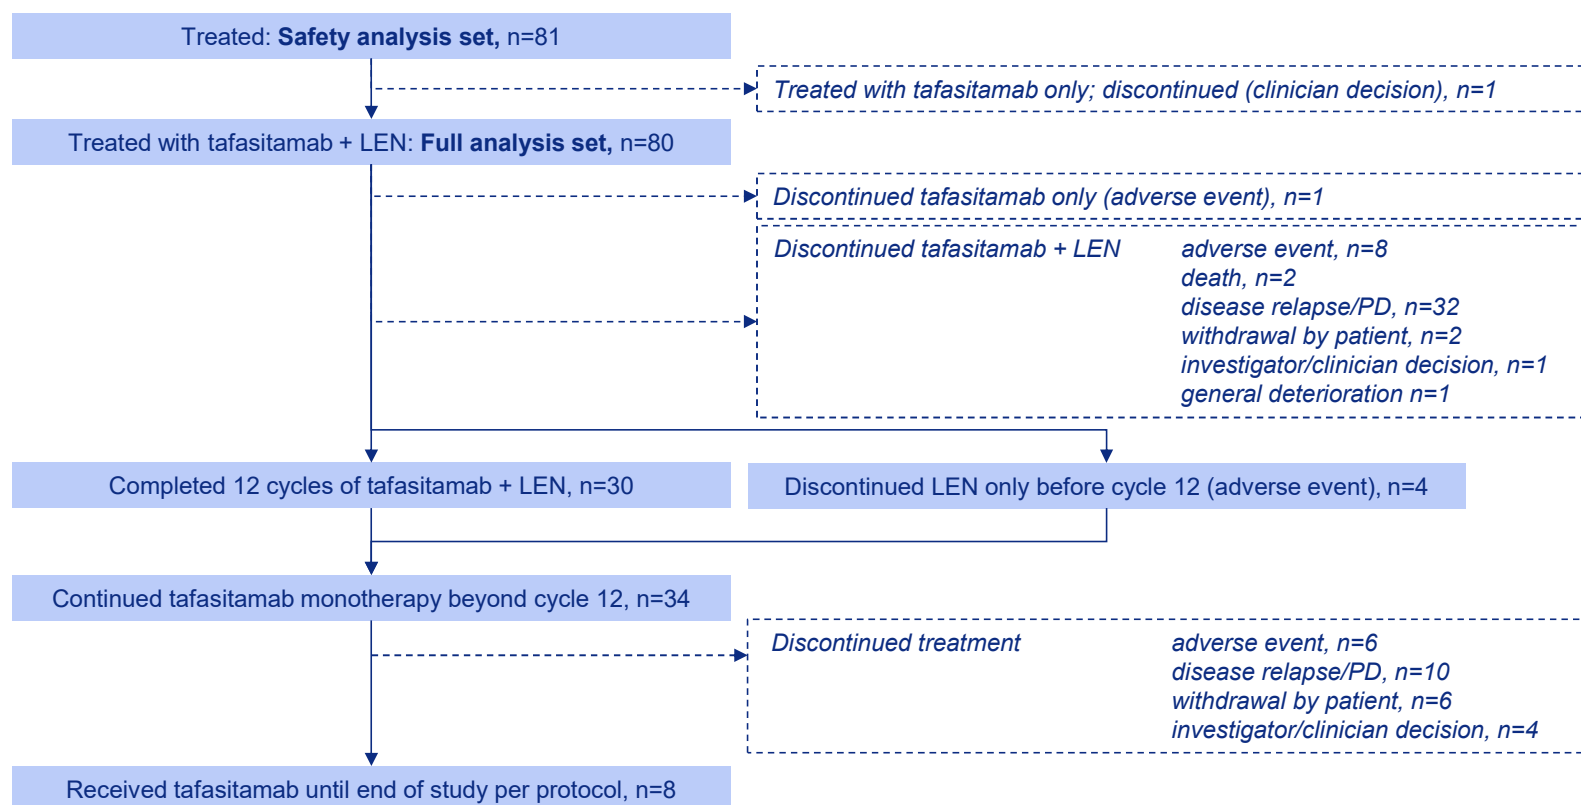 Treated: Safety analysis set, n=81
Treated with tafasitamab only; discontinued (clinician decision), n=1
Treated with tafasitamab + LEN: Full analysis set, n=80
Discontinued tafasitamab only (adverse event), n=1
Discontinued tafasitamab + LEN
adverse event, n=8
death, n=2
disease relapse/PD, n=32
withdrawal by patient, n=2
investigator/clinician decision, n=1
general deterioration n=1
Completed 12 cycles of tafasitamab + LEN, n=30
Discontinued LEN only before cycle 12 (adverse event), n=4
Continued tafasitamab monotherapy beyond cycle 12, n=34
Discontinued treatment
adverse event, n=6
disease relapse/PD, n=10
withdrawal by patient, n=6
investigator/clinician decision, n=4
Received tafasitamab until end of study per protocol, n=8